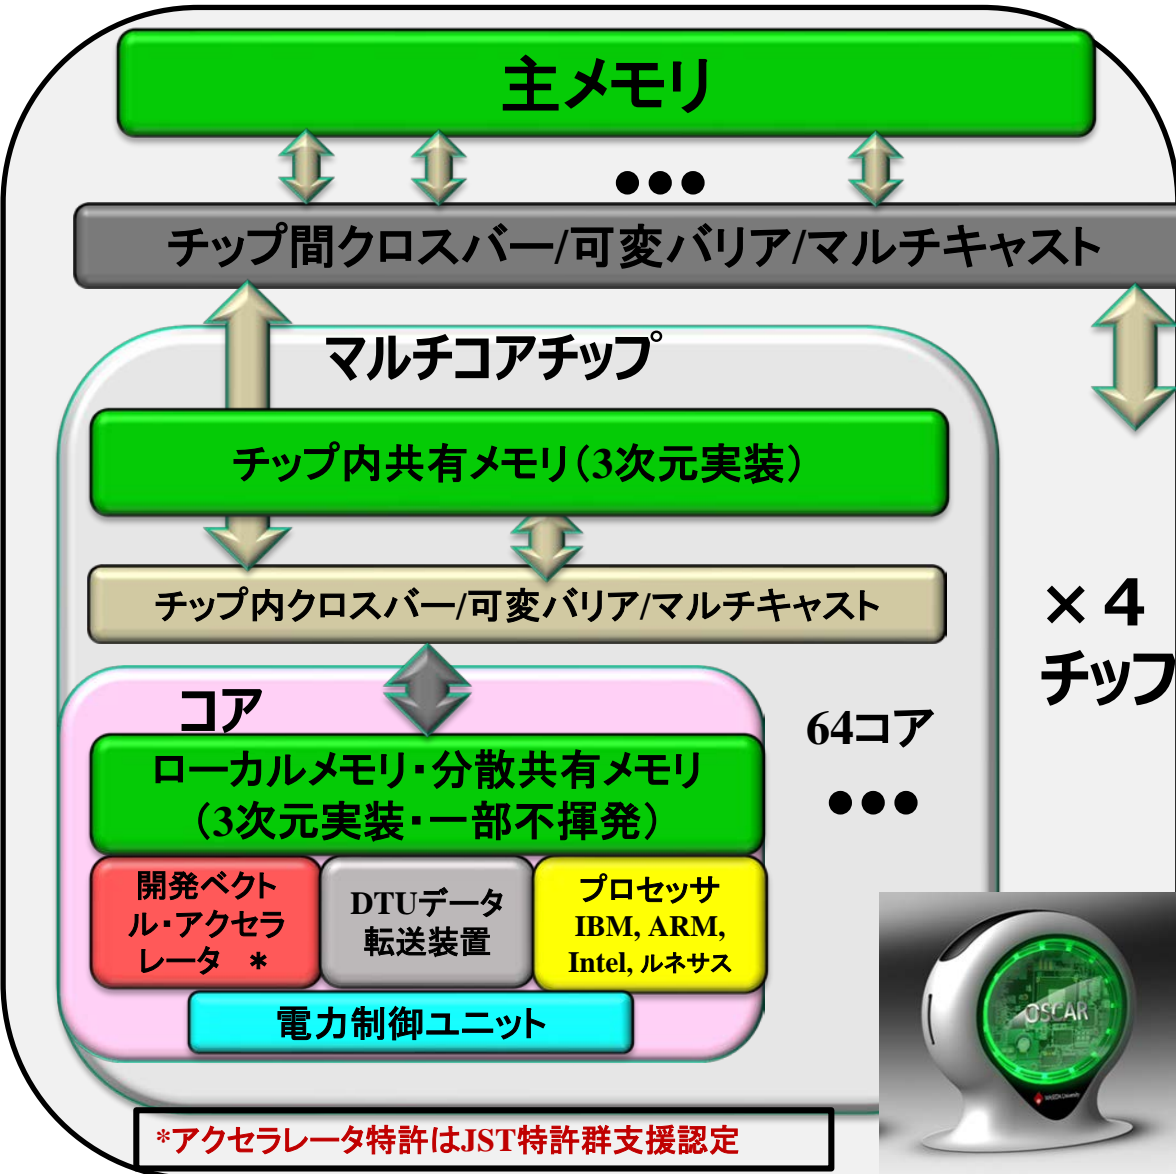 主メモリ
●●●
チップ間クロスバー/可変バリア/マルチキャスト
マルチコアチップ
チップ内共有メモリ（3次元実装）
チップ内クロスバー/可変バリア/マルチキャスト
×４
チップ
コア
64コア
●●●
ローカルメモリ・分散共有メモリ
（3次元実装・一部不揮発）
開発ベクト
ル・アクセラ
レータ　*
DTUデータ
転送装置
プロセッサ
IBM, ARM,
Intel, ルネサス
電力制御ユニット
OSCAR
WASEDA University
*アクセラレータ特許はJST特許群支援認定